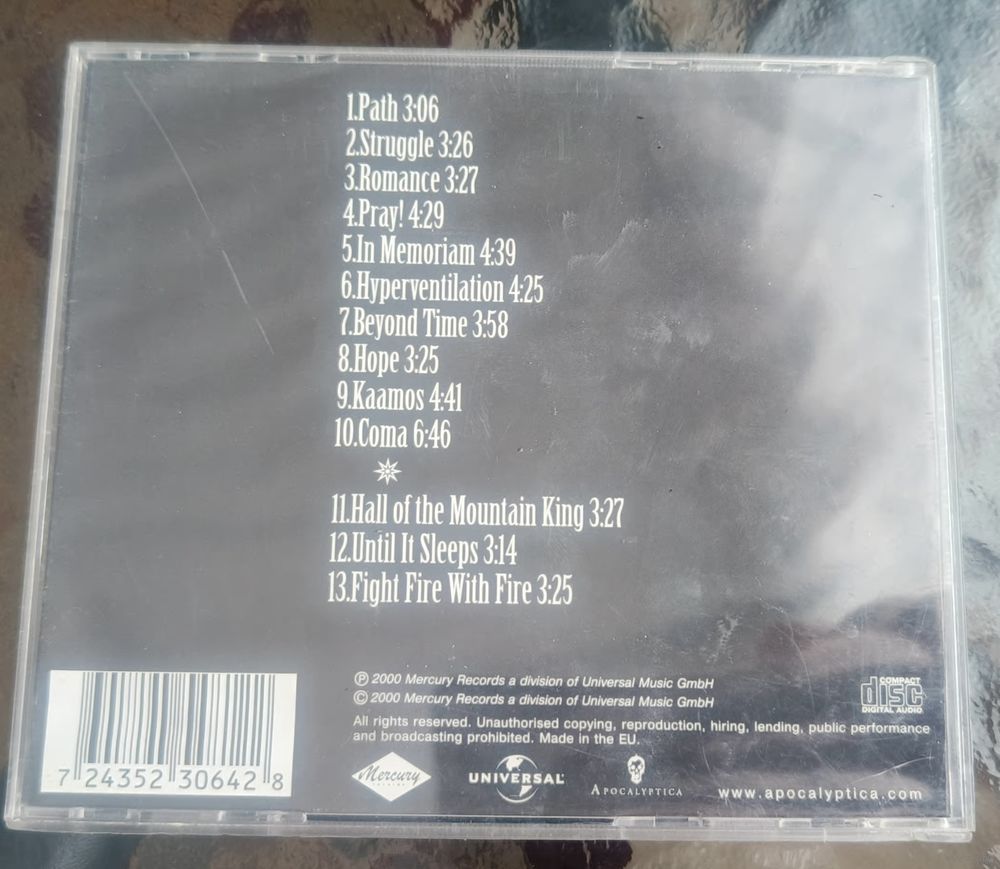 1.Path 3:06
2.Struggle 3:26
3.Romance 3:27
4.Pray! 4:29
5.In Memoriam 4:39
6.Hyperventilation 4:25
7.Beyond Time 3:58
8.Hope 3:25
9.Kaamos 4:41
10.Coma 6:46
11.Hall of the Mountain King 3:27
12.Until It Sleeps 3:14
13.Fight Fire With Fire 3:25
℗ 2000 Mercury Records a division of Universal Music GmbH
© 2000 Mercury Records a division of Universal Music GmbH
All rights reserved. Unauthorised copying, reproduction, hiring, lending, public performance
and broadcasting prohibited. Made in the EU.
COMPACT
disc
DIGITAL AUDIO
7 24352 30642 8
Mercury
UNIVERSAL
APOCALYPTICA
www.apocalyptica.com